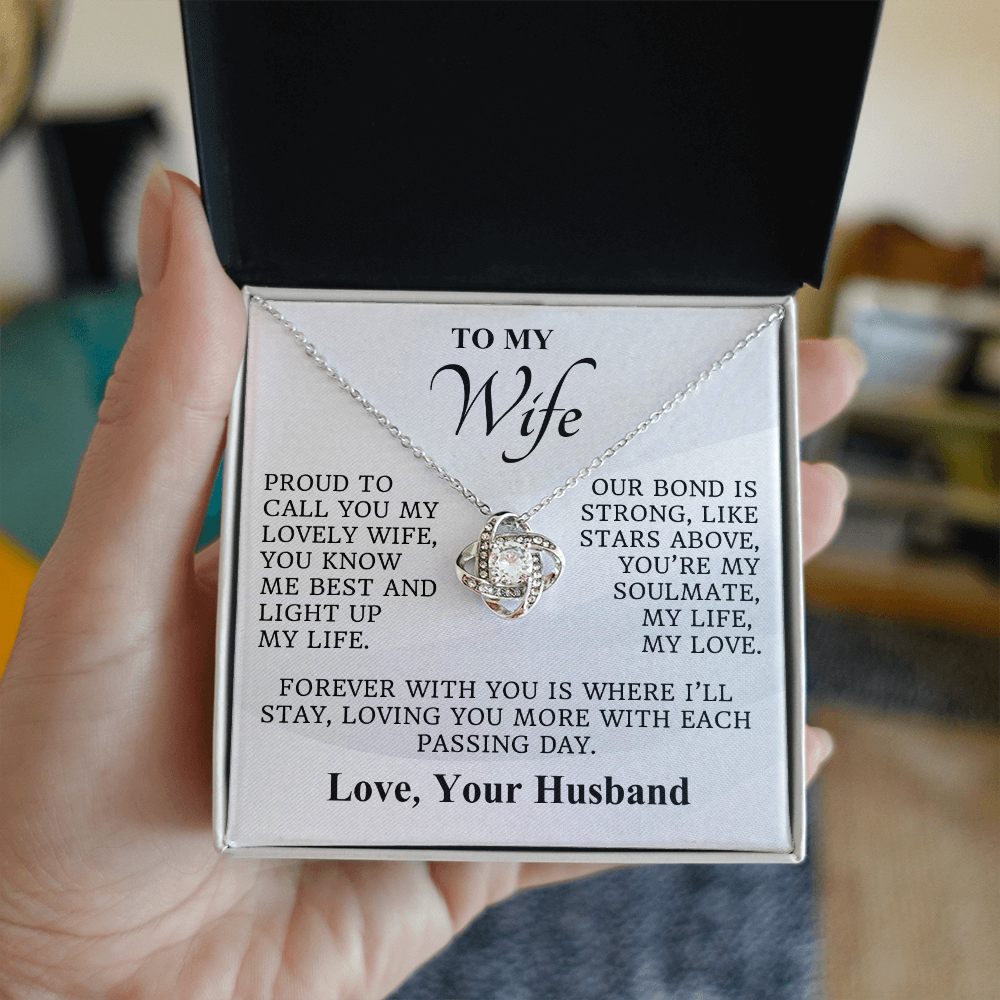 TO MY
Wife
PROUD TO
CALL YOU MY
LOVELY WIFE,
YOU KNOW
ME BEST AND
LIGHT UP
MY LIFE.
OUR BOND IS
STRONG, LIKE
STARS ABOVE,
YOU'RE MY
SOULMATE,
MY LIFE,
MY LOVE.
FOREVER WITH YOU IS WHERE I'LL
STAY, LOVING YOU MORE WITH EACH
PASSING DAY.
Love, Your Husband